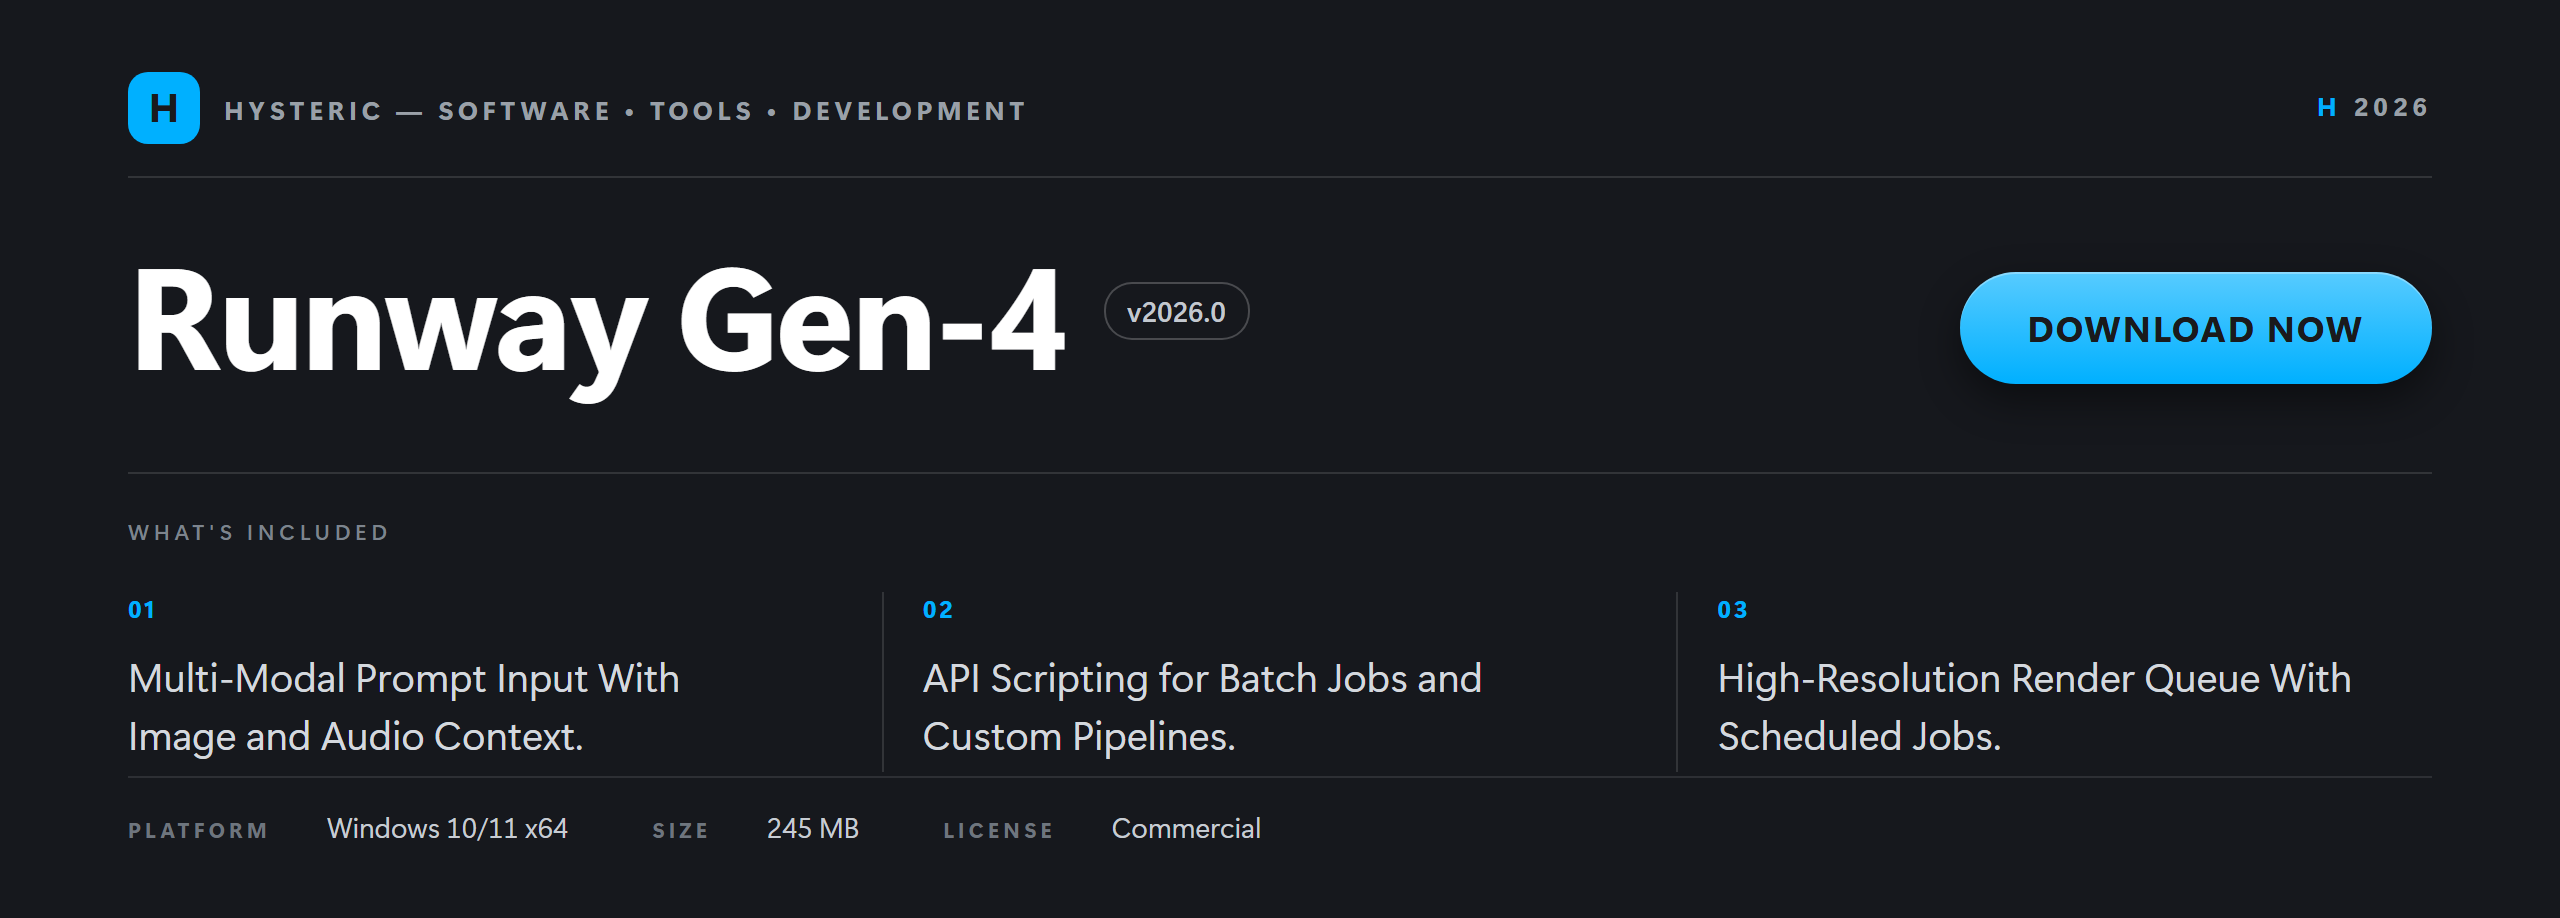 H HYSTERIC — SOFTWARE • TOOLS • DEVELOPMENT
H 2026
Runway Gen-4 v2026.0
DOWNLOAD NOW
WHAT'S INCLUDED
01
Multi-Modal Prompt Input With
Image and Audio Context.
02
API Scripting for Batch Jobs and
Custom Pipelines.
03
High-Resolution Render Queue With
Scheduled Jobs.
PLATFORM Windows 10/11 x64 SIZE 245 MB LICENSE Commercial